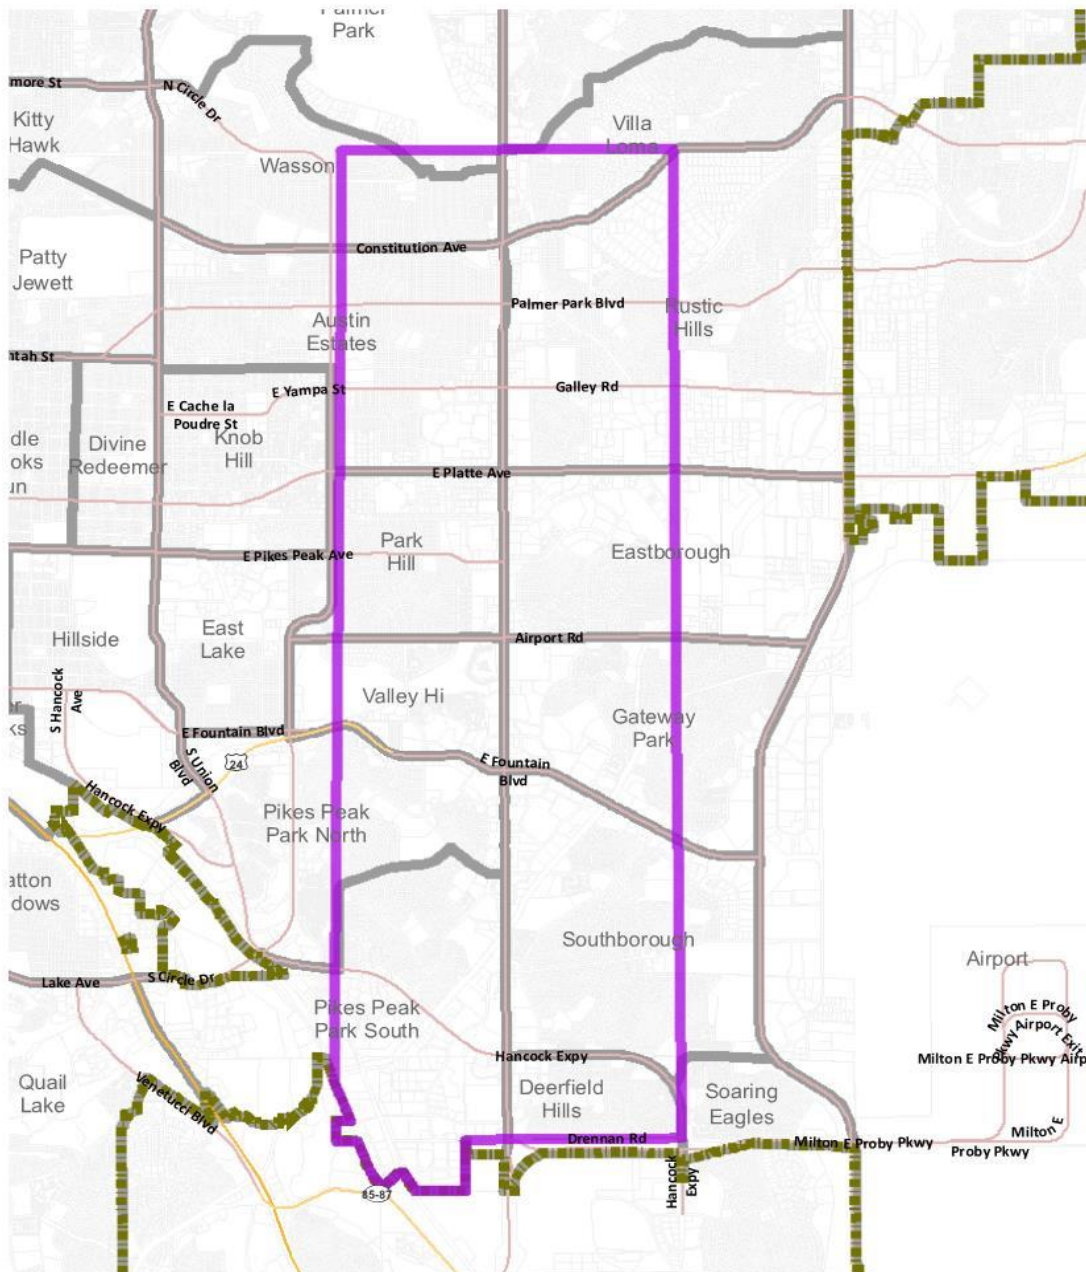 Park
more St
N Circle Dr
Kitty
Hawk
Villa
Loma
Wasson
Constitution Ave
Patty
Jewett
Palmer Park Blvd
Rustic
Hills
Austin
Estates
ntah St
E Yampa St
Galley Rd
E Cache la
Poudre St
Knob
Hill
Divine
Redeemer
dle
oks
un
E Platte Ave
E Pikes Peak Ave
Park
Hill
Eastborough
Hillside
East
Lake
Airport Rd
S Hancock
Ave
Valley Hi
Gateway
Park
ks
E Fountain Blvd
E Fountain
Blvd
S Union
Blvd
24
Hancock Expy
Pikes Peak
Park North
atton
dows
Southborough
Airport
Lake Ave
S Circle Dr
Pikes Peak
Park South
Milton E Proby
Pkwy
Airport Exit
Hancock Expy
Milton E Proby Pkwy Airp
Quail
Lake
Venetucci Blvd
Deerfield
Hills
Soaring
Eagles
Drennan Rd
Milton E Proby Pkwy
Milton E
Proby Pkwy
Hancock
Expy
85-87